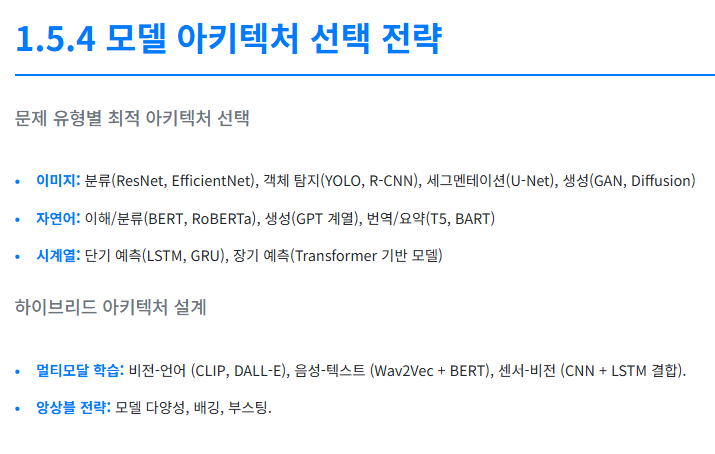 1.5.4 모델 아키텍처 선택 전략
문제 유형별 최적 아키텍처 선택
• 이미지: 분류(ResNet, EfficientNet), 객체 탐지(YOLO, R-CNN), 세그멘테이션(U-Net), 생성(GAN, Diffusion)
• 자연어: 이해/분류(BERT, RoBERTa), 생성(GPT 계열), 번역/요약(T5, BART)
• 시계열: 단기 예측(LSTM, GRU), 장기 예측(Transformer 기반 모델)
하이브리드 아키텍처 설계
• 멀티모달 학습: 비전-언어 (CLIP, DALL-E), 음성-텍스트 (Wav2Vec + BERT), 센서-비전 (CNN + LSTM 결합).
• 앙상블 전략: 모델 다양성, 배깅, 부스팅.